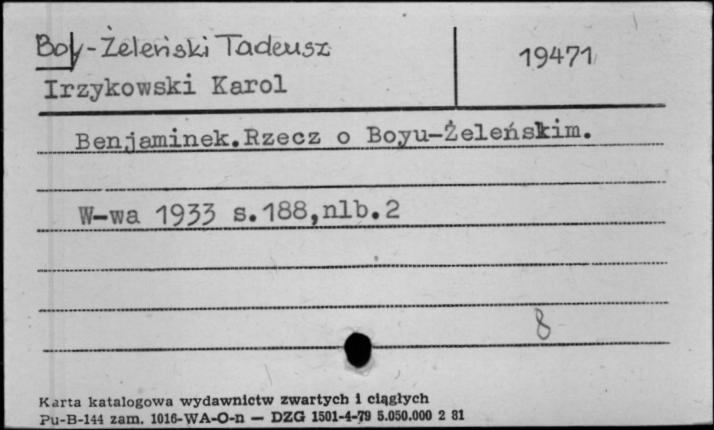 Boy-Żeleński Tadeusz
19471
Irzykowski Karol
Benjaminek.Rzecz o Boyu-Żeleńskim.
W-wa 1933 s.188,nlb.2
8
Karta katalogowa wydawnictw zwartych i ciągłych
Pu-B-144 zam. 1016-WA-O-n — DZG 1501-4-79 5.050.000 2 81